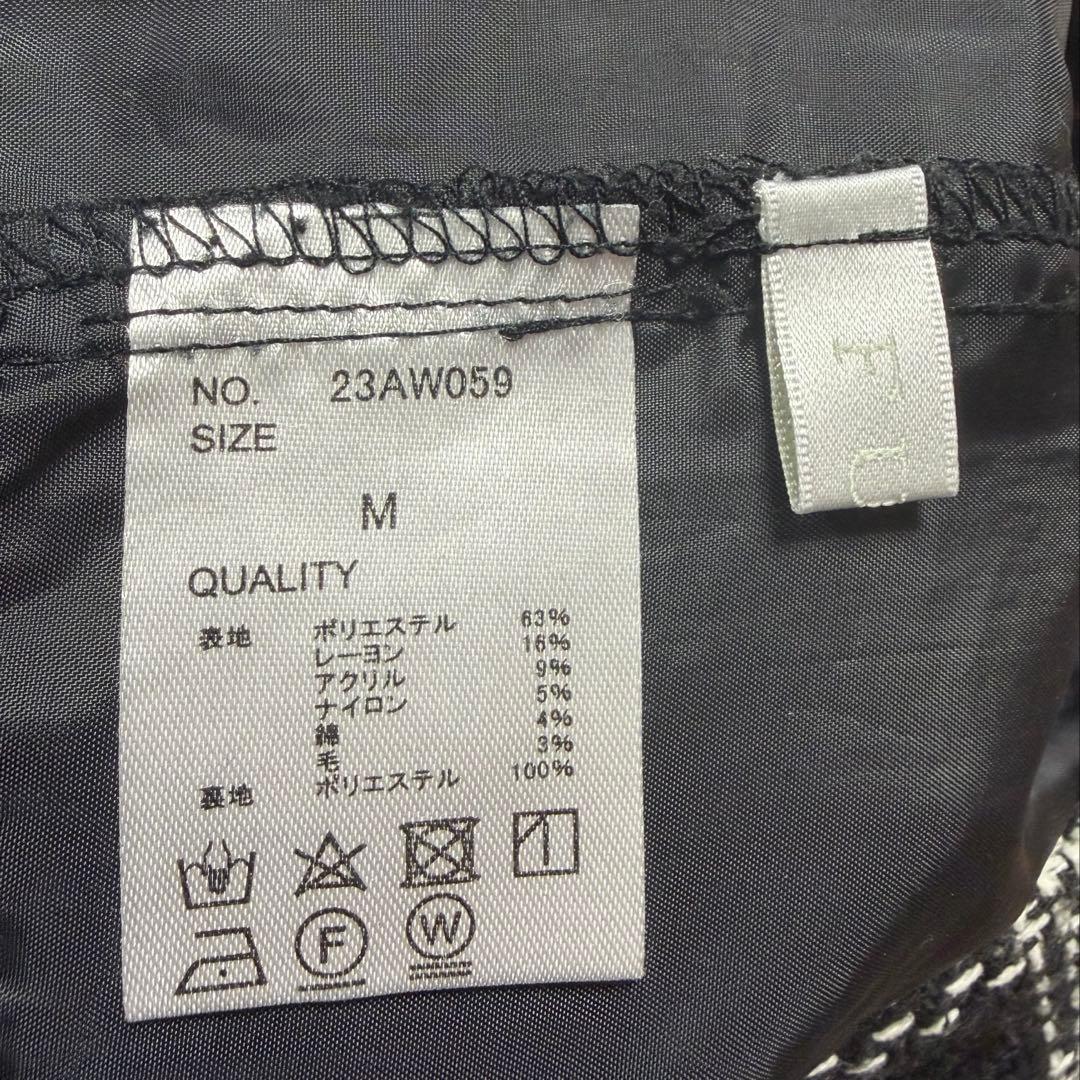 NO. 23AW059
SIZE
M
QUALITY
表地 ポリエステル 63%
レーヨン 16%
アクリル 9%
ナイロン 5%
綿 4%
毛 3%
裏地 ポリエステル 100%
F W
F U